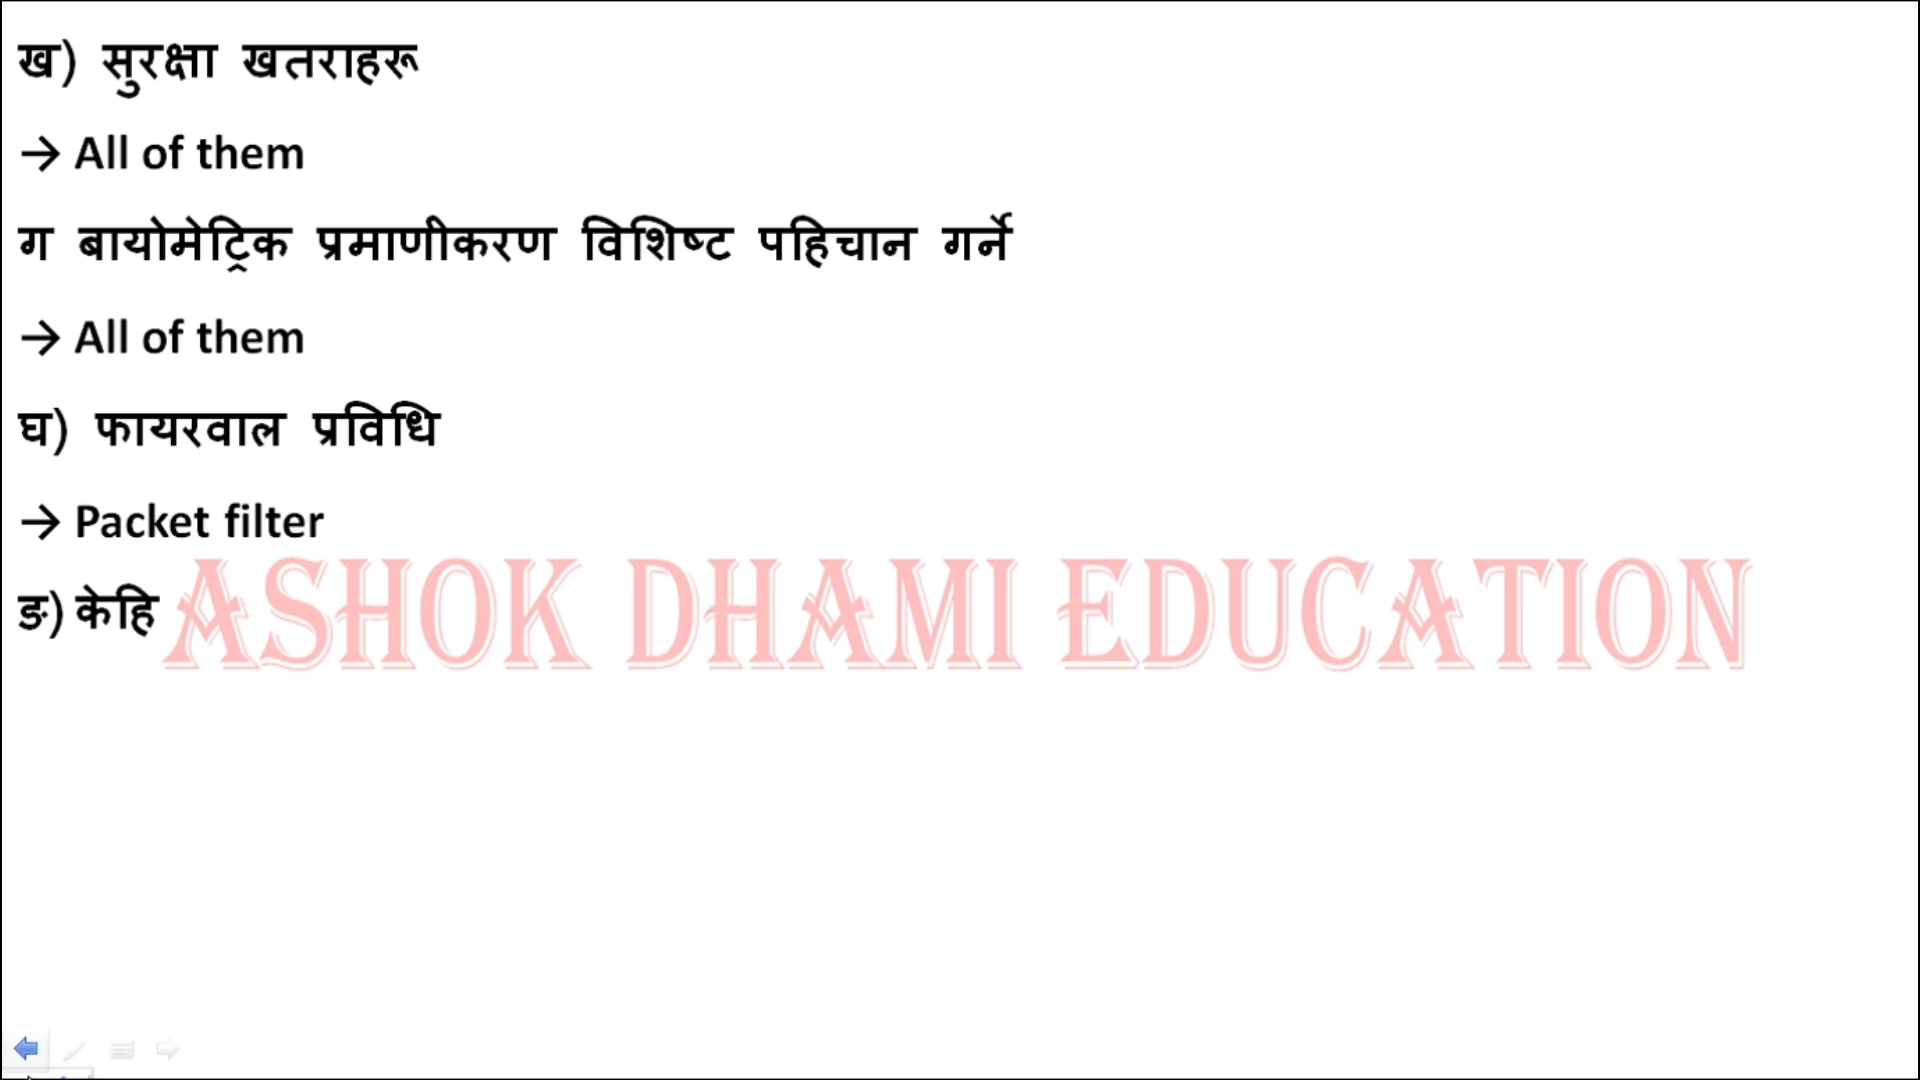 ख) सुरक्षा खतराहरू
→ All of them
ग बायोमेट्रिक प्रमाणीकरण विशिष्ट पहिचान गर्ने
→ All of them
घ) फायरवाल प्रविधि
→ Packet filter
ङ) केहि
ASHOK DHAMI EDUCATION